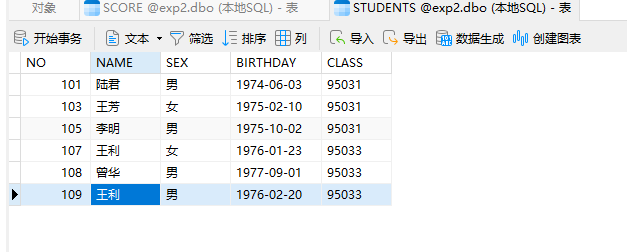 对象 SCORE @exp2.dbo (本地SQL) - 表 STUDENTS @exp2.dbo (本地SQL) - 表
开始事务 文本 筛选 排序 列 导入 导出 数据生成 创建图表
NO NAME SEX BIRTHDAY CLASS
101 陆君 男 1974-06-03 95031
103 王芳 女 1975-02-10 95031
105 李明 男 1975-10-02 95031
107 王利 女 1976-01-23 95033
108 曾华 男 1977-09-01 95033
109 王利 男 1976-02-20 95033